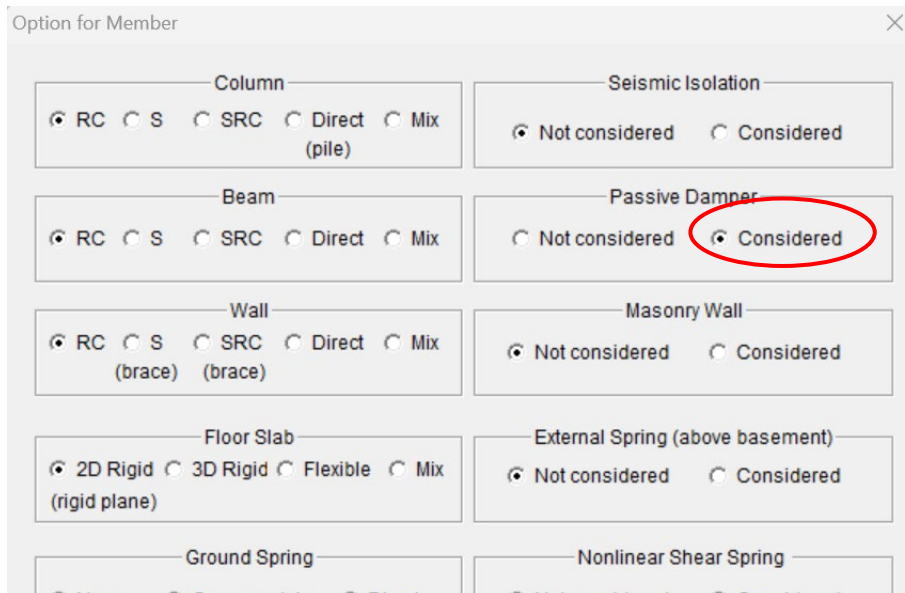 Option for Member
Column
RC S SRC Direct Mix
(pile)
Seismic Isolation
Not considered Considered
Beam
RC S SRC Direct Mix
Passive Damper
Not considered Considered
Wall
RC S SRC Direct Mix
(brace) (brace)
Masonry Wall
Not considered Considered
Floor Slab
2D Rigid 3D Rigid Flexible Mix
(rigid plane)
External Spring (above basement)
Not considered Considered
Ground Spring
Nonlinear Shear Spring